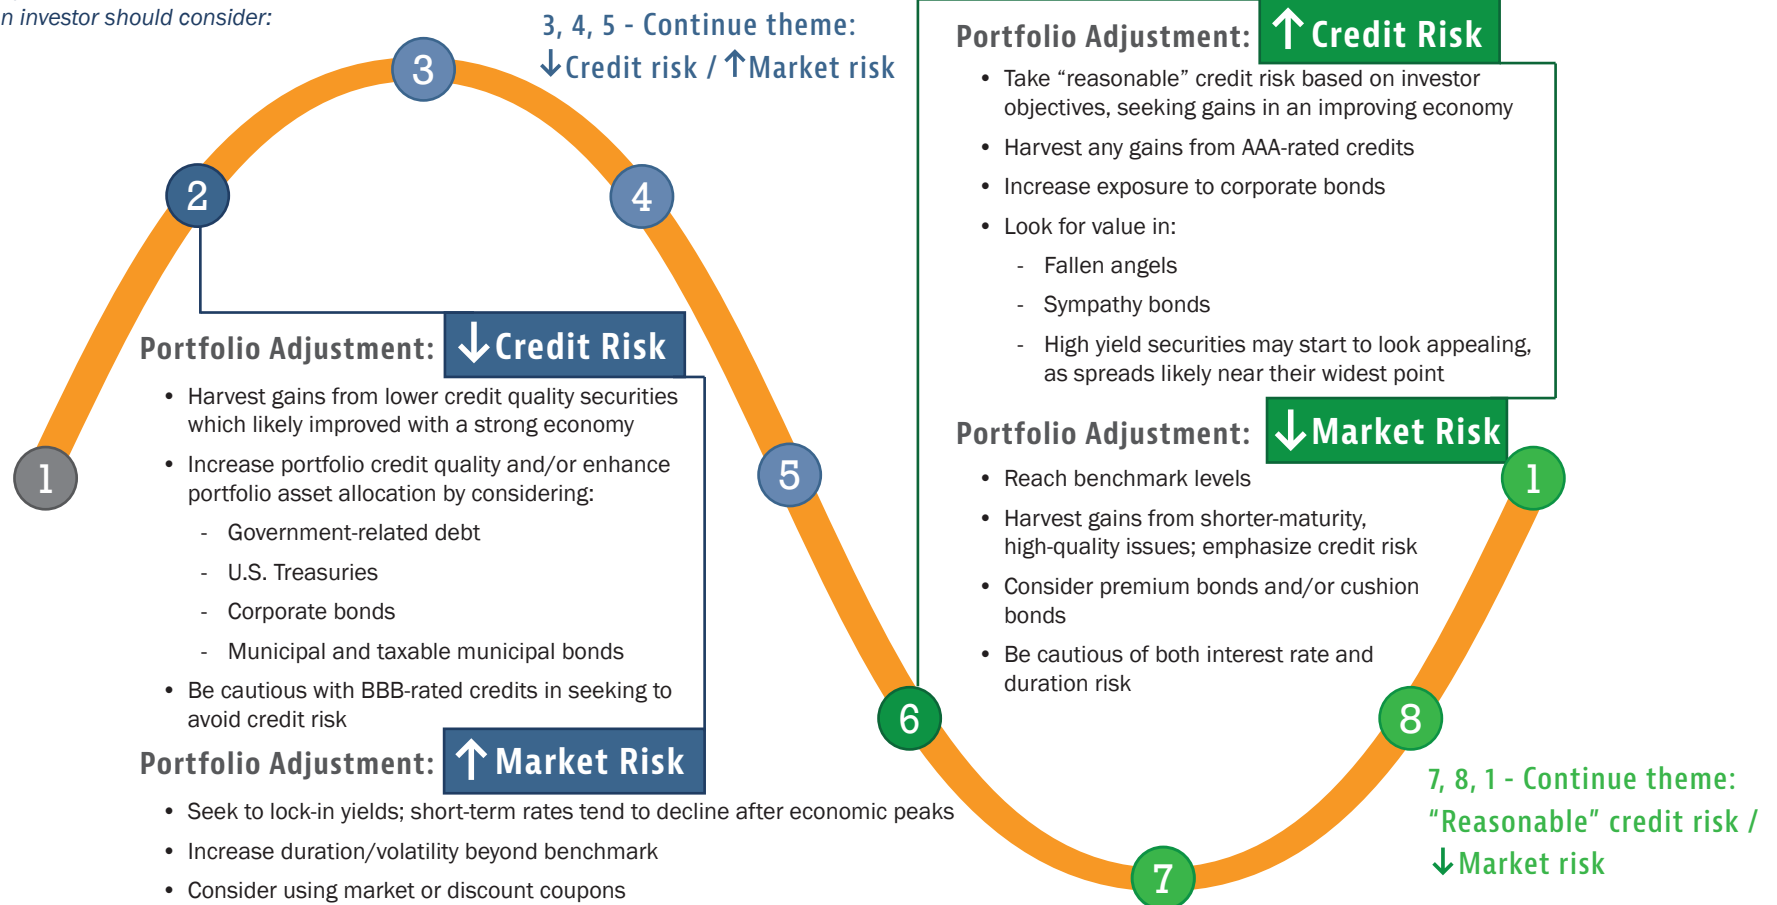 n investor should consider:
3, 4, 5 - Continue theme:
↓Credit risk / ↑Market risk
1
2
3
4
5
Portfolio Adjustment: ↓Credit Risk
• Harvest gains from lower credit quality securities
which likely improved with a strong economy
• Increase portfolio credit quality and/or enhance
portfolio asset allocation by considering:
- Government-related debt
- U.S. Treasuries
- Corporate bonds
- Municipal and taxable municipal bonds
• Be cautious with BBB-rated credits in seeking to
avoid credit risk
Portfolio Adjustment: ↑Market Risk
• Seek to lock-in yields; short-term rates tend to decline after economic peaks
• Increase duration/volatility beyond benchmark
• Consider using market or discount coupons
Portfolio Adjustment: ↑Credit Risk
• Take “reasonable” credit risk based on investor
objectives, seeking gains in an improving economy
• Harvest any gains from AAA-rated credits
• Increase exposure to corporate bonds
• Look for value in:
- Fallen angels
- Sympathy bonds
- High yield securities may start to look appealing,
as spreads likely near their widest point
Portfolio Adjustment: ↓Market Risk
• Reach benchmark levels
• Harvest gains from shorter-maturity,
high-quality issues; emphasize credit risk
• Consider premium bonds and/or cushion
bonds
• Be cautious of both interest rate and
duration risk
6
7
8
1
7, 8, 1 - Continue theme:
“Reasonable” credit risk /
↓Market risk